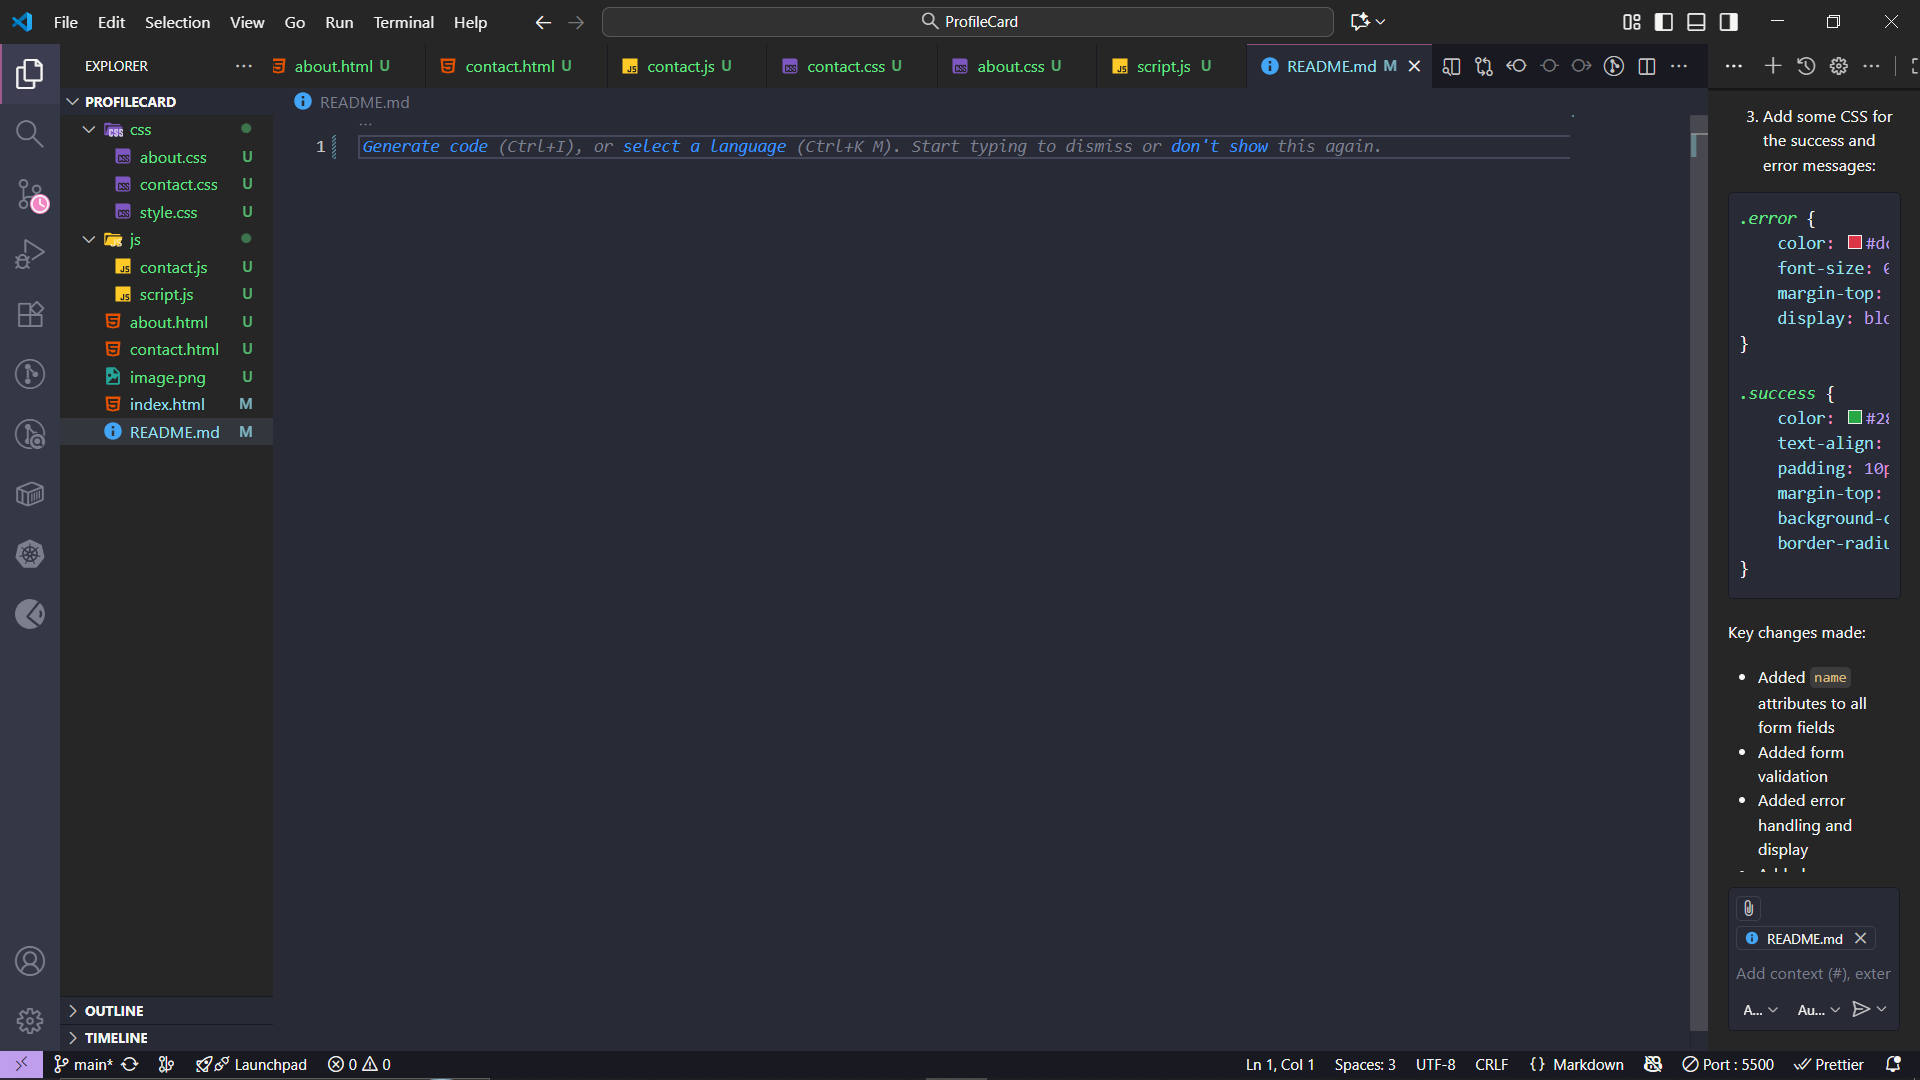 File Edit Selection View Go Run Terminal Help
ProfileCard
EXPLORER
about.html U
contact.html U
contact.js U
contact.css U
about.css U
script.js U
README.md M
PROFILECARD
css
about.css U
contact.css U
style.css U
js
contact.js U
script.js U
about.html U
contact.html U
image.png U
index.html M
README.md M
OUTLINE
TIMELINE
README.md
...
1 Generate code (Ctrl+I), or select a language (Ctrl+K M). Start typing to dismiss or don't show this again.
3. Add some CSS for
the success and
error messages:
.error {
color:
font-size:
margin-top:
display:
}
.success {
color:
text-align:
padding:
margin-top:
}
Key changes made:
• Added name
attributes to all
form fields
• Added form
validation
• Added error
handling and
display
README.md
Add context (#), exter
A...
Au...
main*
Launchpad
0 0
Ln 1, Col 1
Spaces: 3
UTF-8
CRLF
{} Markdown
Port : 5500
Prettier